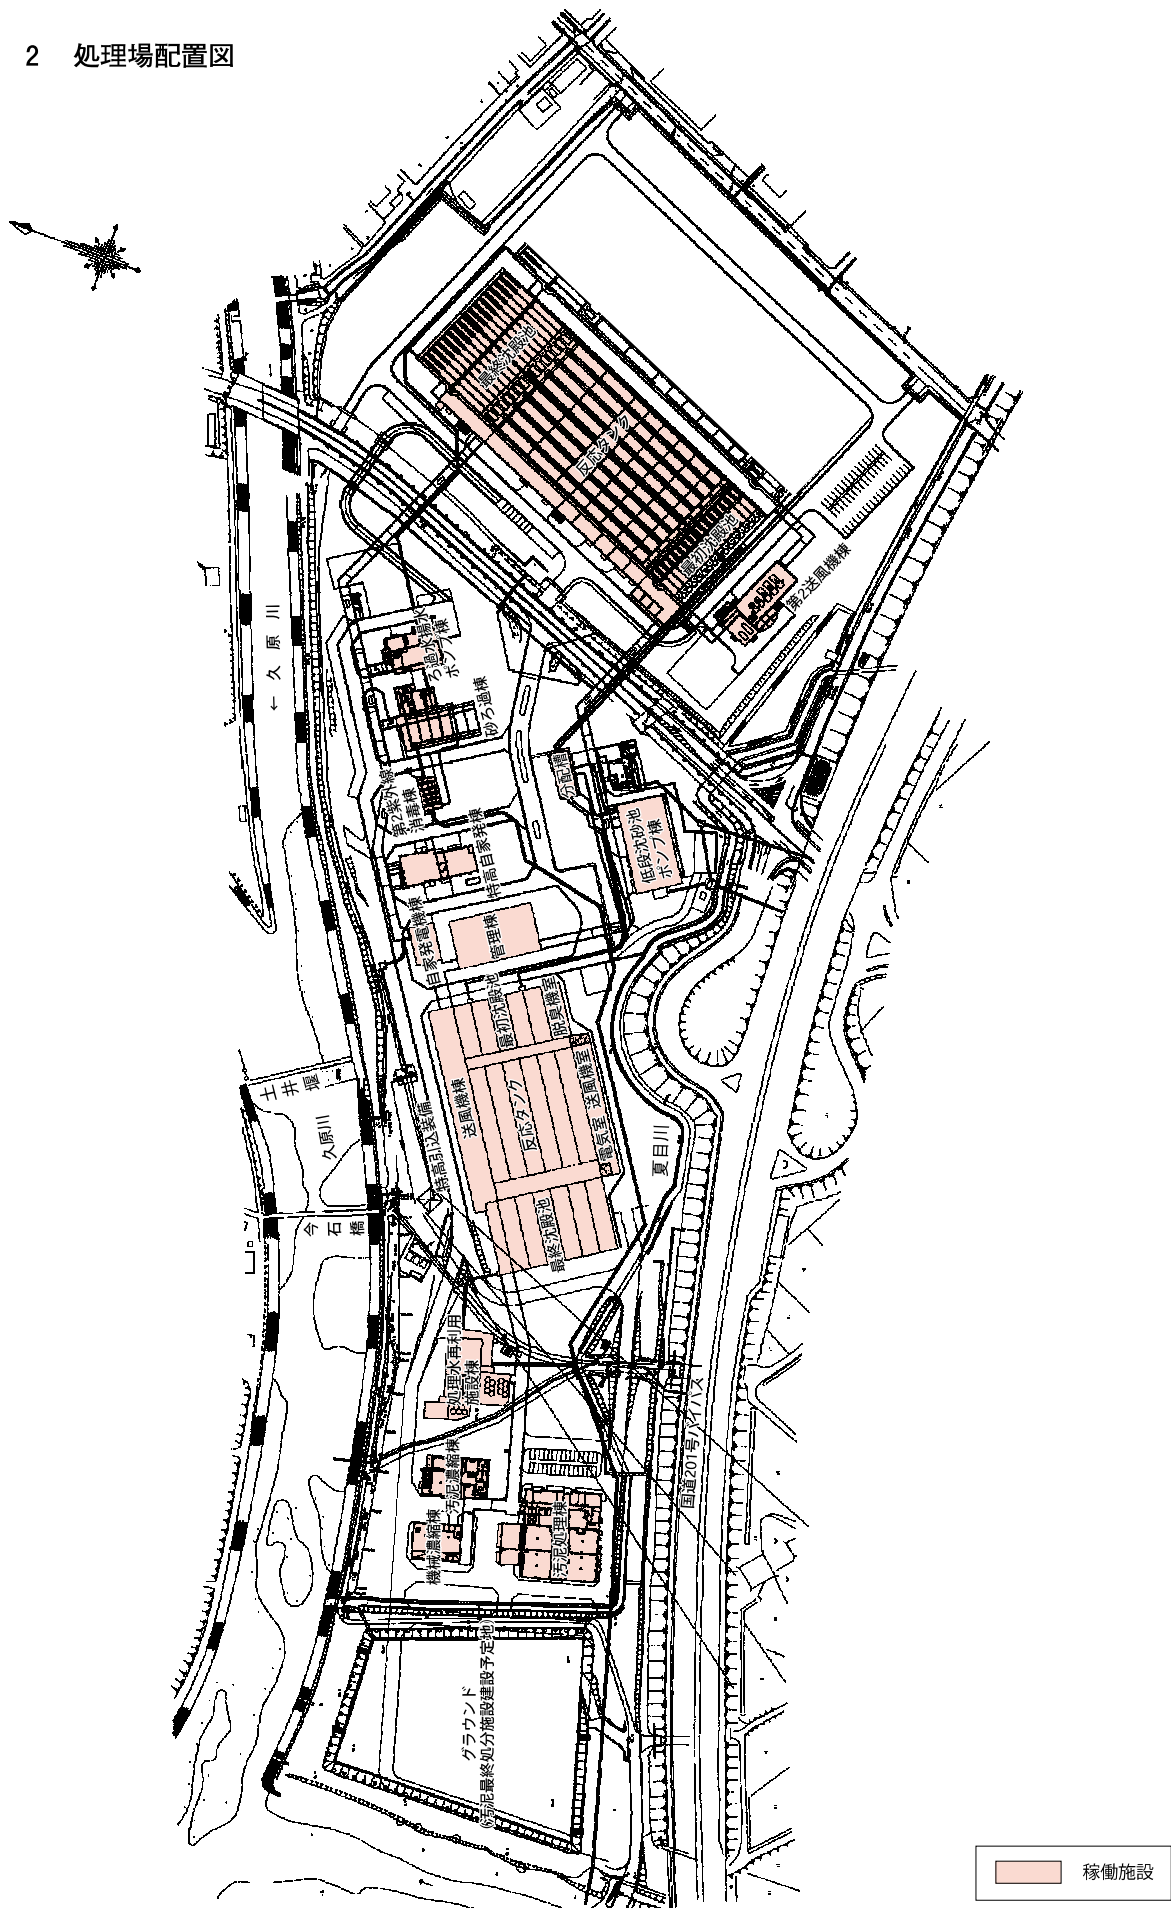 2 処理場配置図
最終沈殿池
反応タンク
最初沈殿池
第2送風機棟
← 久原川
ろ過水揚水
ポンプ棟
砂ろ過棟
第2紫外線
消毒棟
分配槽
特高自家発棟
低段沈砂池
ポンプ棟
自家発電機棟
管理棟
最初沈殿池
脱臭機室
土井堰
久原川
特高引込装備
送風機棟
反応タンク
送風機室
電気室
夏目川
今石橋
最終沈殿池
処理水再利用
施設棟
国道201号バイパス
汚泥濃縮棟
機械濃縮棟
汚泥処理棟
グラウンド
(汚泥最終処分施設建設予定地)
稼働施設